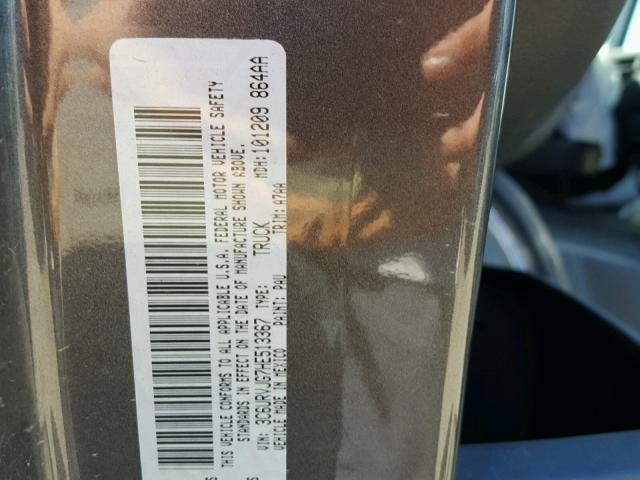 THIS VEHICLE CONFORMS TO ALL APPLICABLE U.S.A. FEDERAL MOTOR VEHICLE SAFETY
STANDARDS IN EFFECT ON THE DATE OF MANUFACTURE SHOWN ABOVE.
VIN: 3C6URVJG7HE513367 TYPE: TRUCK MDH:101209 864AA
VEHICLE MADE IN MEXICO PAINT: PAU TRIM: A7AA